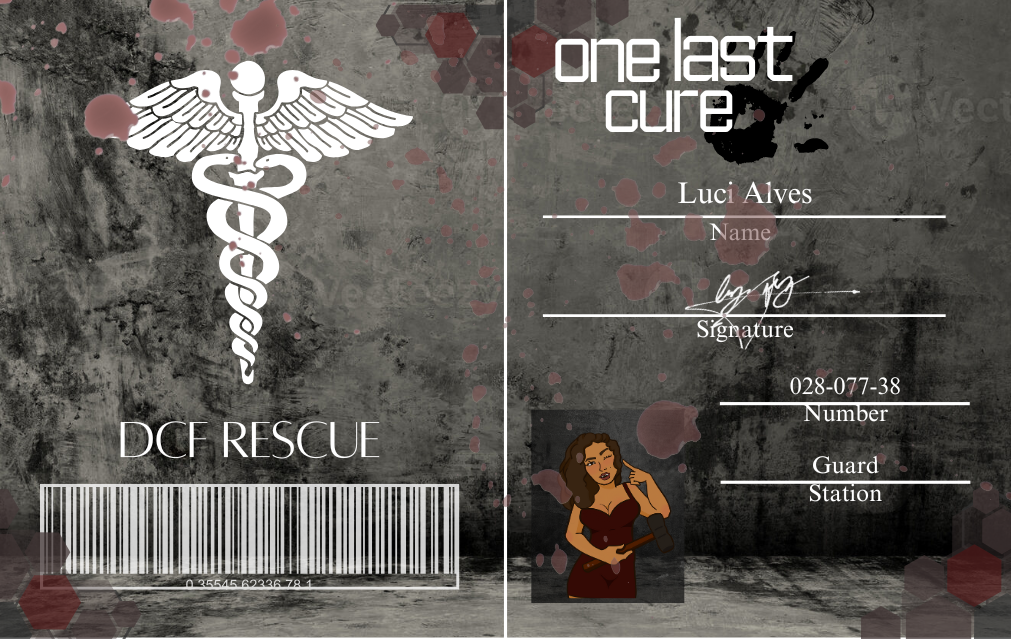 DCF RESCUE
0 35545 62336 78 1
one last
cure
Luci Alves
Name
Signature
028-077-38
Number
Guard
Station